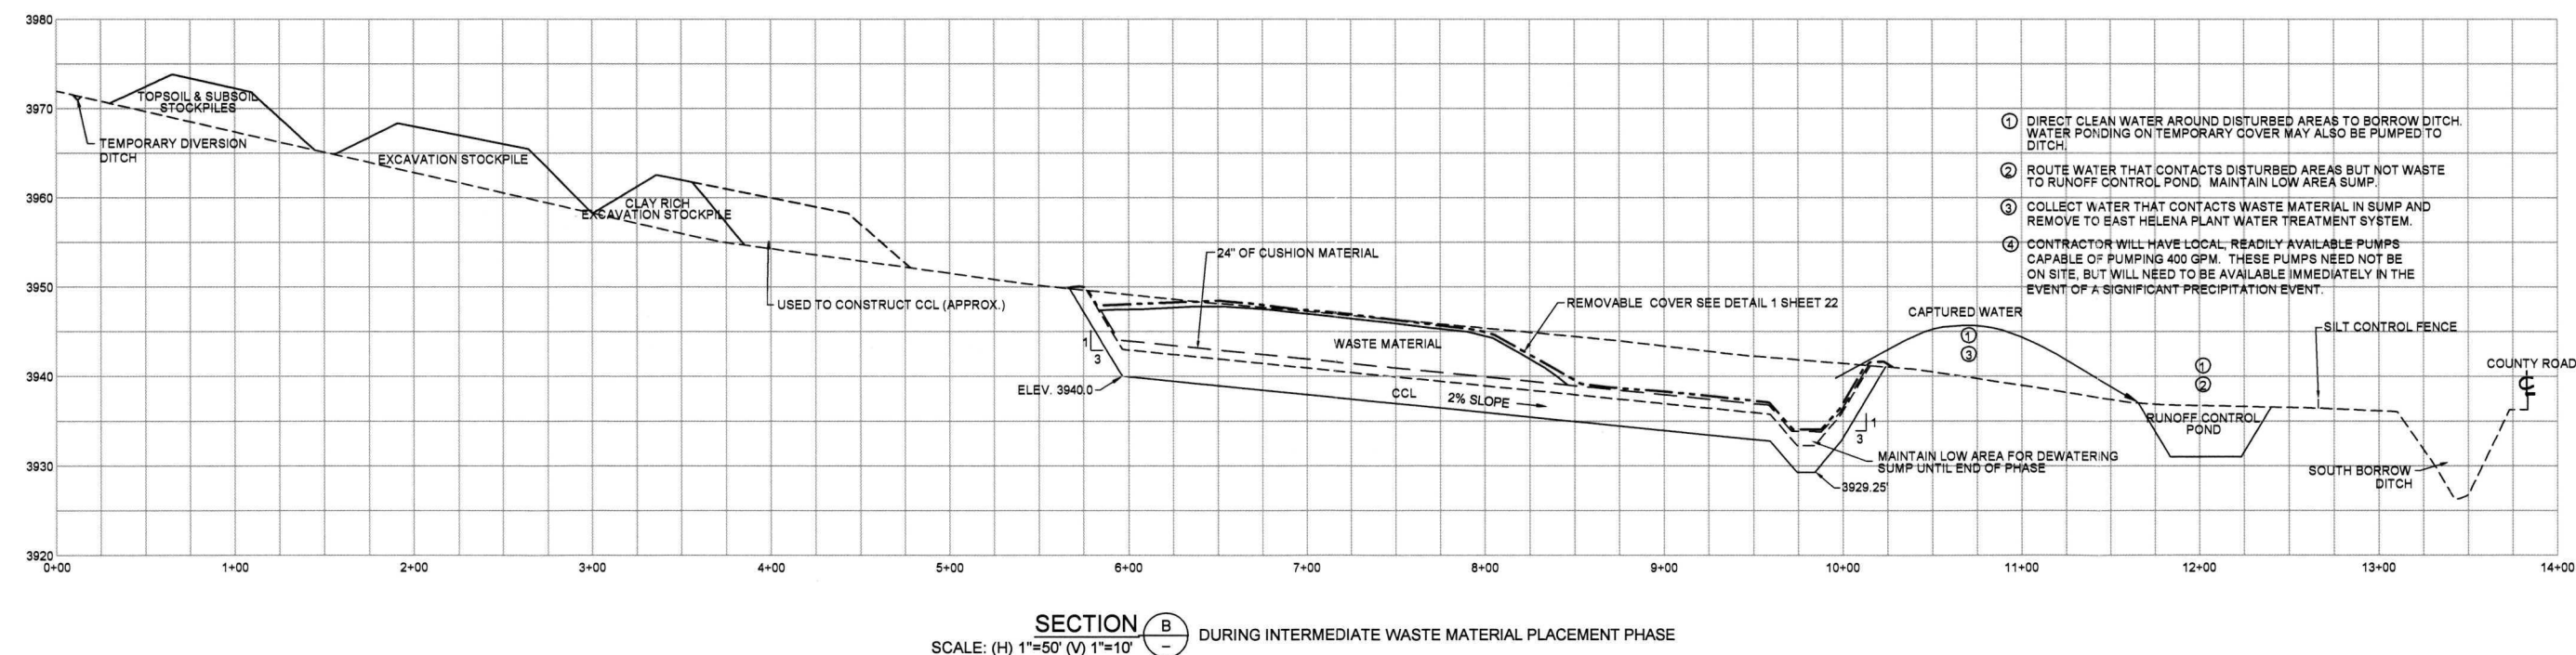 3980
3970
3960
3950
3940
3930
3920
0+00
1+00
2+00
3+00
4+00
5+00
6+00
7+00
8+00
9+00
10+00
11+00
12+00
13+00
14+00
TOPSOIL & SUBSOIL
STOCKPILES
TEMPORARY DIVERSION
DITCH
EXCAVATION STOCKPILE
CLAY RICH
EXCAVATION STOCKPILE
USED TO CONSTRUCT CCL (APPROX.)
24" OF CUSHION MATERIAL
REMOVABLE COVER SEE DETAIL 1 SHEET 22
WASTE MATERIAL
1
3
ELEV. 3940.0
CCL
2% SLOPE
1
3
MAINTAIN LOW AREA FOR DEWATERING
SUMP UNTIL END OF PHASE
3929.25'
CAPTURED WATER
1
3
1
2
RUNOFF CONTROL
POND
SILT CONTROL FENCE
COUNTY ROAD
SOUTH BORROW
DITCH
1 DIRECT CLEAN WATER AROUND DISTURBED AREAS TO BORROW DITCH.
WATER PONDING ON TEMPORARY COVER MAY ALSO BE PUMPED TO
DITCH.
2 ROUTE WATER THAT CONTACTS DISTURBED AREAS BUT NOT WASTE
TO RUNOFF CONTROL POND. MAINTAIN LOW AREA SUMP.
3 COLLECT WATER THAT CONTACTS WASTE MATERIAL IN SUMP AND
REMOVE TO EAST HELENA PLANT WATER TREATMENT SYSTEM.
4 CONTRACTOR WILL HAVE LOCAL, READILY AVAILABLE PUMPS
CAPABLE OF PUMPING 400 GPM. THESE PUMPS NEED NOT BE
ON SITE, BUT WILL NEED TO BE AVAILABLE IMMEDIATELY IN THE
EVENT OF A SIGNIFICANT PRECIPITATION EVENT.
SECTION B
–
DURING INTERMEDIATE WASTE MATERIAL PLACEMENT PHASE
SCALE: (H) 1"=50' (V) 1"=10'